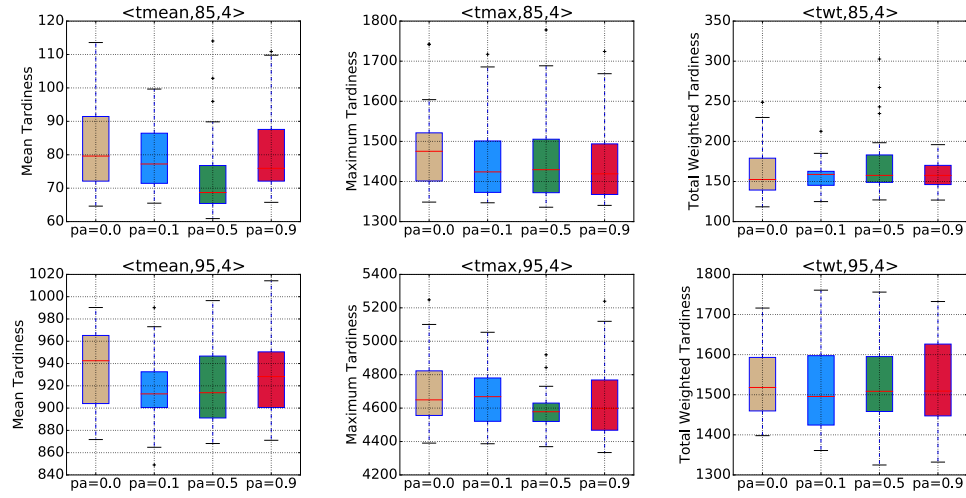 <tmean,85,4>
Mean Tardiness
120
110
100
90
80
70
60
pa=0.0 pa=0.1 pa=0.5 pa=0.9
<tmax,85,4>
Maximum Tardiness
1800
1700
1600
1500
1400
1300
pa=0.0 pa=0.1 pa=0.5 pa=0.9
<twt,85,4>
Total Weighted Tardiness
350
300
250
200
150
100
pa=0.0 pa=0.1 pa=0.5 pa=0.9
<tmean,95,4>
Mean Tardiness
1020
1000
980
960
940
920
900
880
860
840
pa=0.0 pa=0.1 pa=0.5 pa=0.9
<tmax,95,4>
Maximum Tardiness
5400
5200
5000
4800
4600
4400
4200
pa=0.0 pa=0.1 pa=0.5 pa=0.9
<twt,95,4>
Total Weighted Tardiness
1800
1700
1600
1500
1400
1300
pa=0.0 pa=0.1 pa=0.5 pa=0.9